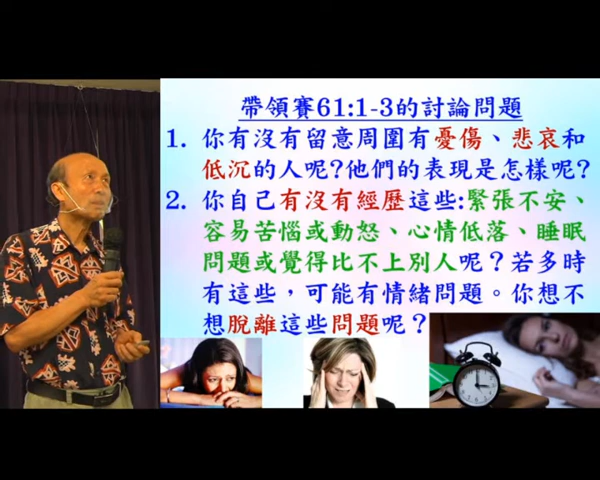 帶領賽61:1-3的討論問題
1. 你有沒有留意周圍有憂傷、悲哀和
低沉的人呢?他們的表現是怎樣呢?
2. 你自己有沒有經歷這些:緊張不安、
容易苦惱或動怒、心情低落、睡眠
問題或覺得比不上別人呢？若多時
有這些，可能有情緒問題。你想不
想脫離這些問題呢？